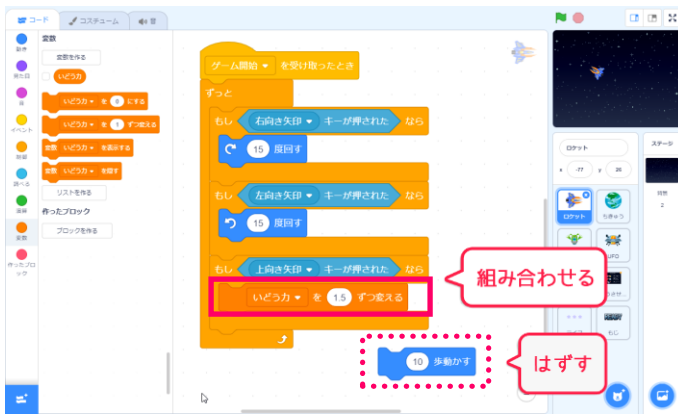 コード
コスチューム
音
動き
見た目
音
イベント
制御
調べる
演算
変数
作ったブロック
変数
変数を作る
いどう力
いどう力 を 0 にする
いどう力 を 1 ずつ変える
変数 いどう力 を表示する
変数 いどう力 を隠す
リストを作る
作ったブロック
ブロックを作る
ゲーム開始 を受け取ったとき
ずっと
もし 右向き矢印 キーが押された なら
15 度回す
もし 左向き矢印 キーが押された なら
15 度回す
もし 上向き矢印 キーが押された なら
いどう力 を 1.5 ずつ変える
10 歩動かす
組み合わせる
はずす
ロケット
x -77 y 26
ステージ
背景
2
ロケット
ちきゅう
UFO
もじ